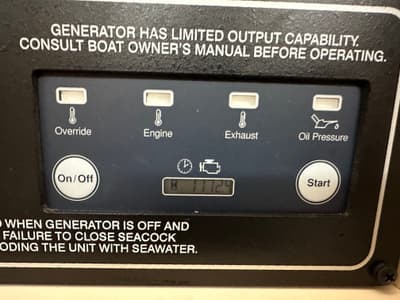 GENERATOR HAS LIMITED OUTPUT CAPABILITY.
CONSULT BOAT OWNER'S MANUAL BEFORE OPERATING.
Override Engine Exhaust Oil Pressure
On/Off Start
WHEN GENERATOR IS OFF AND
FAILURE TO CLOSE SEACOCK
ODING THE UNIT WITH SEAWATER.